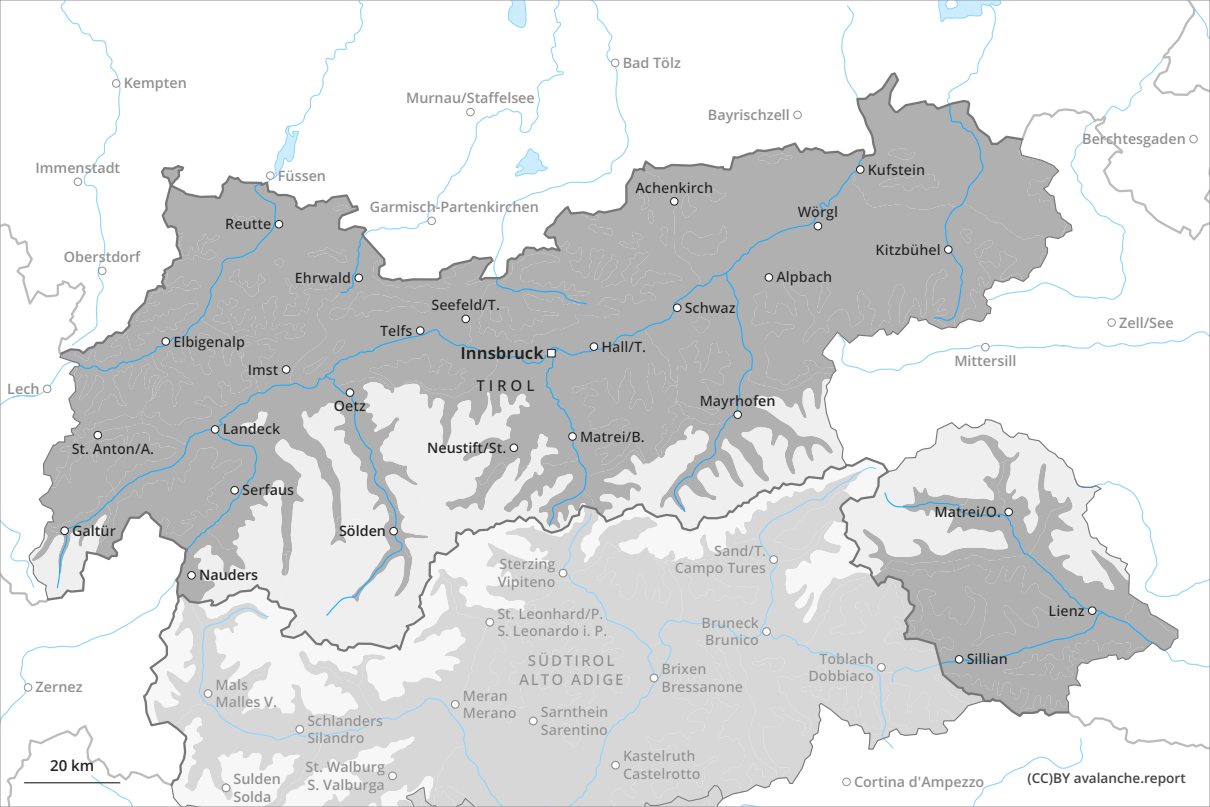 Bad Tölz
Kempten
Murnau/Staffelsee
Bayrischzell
Berchtesgaden
Immenstadt
Füssen
Kufstein
Achenkirch
Garmisch-Partenkirchen
Wörgl
Reutte
Kitzbühel
Oberstdorf
Ehrwald
Alpbach
Seefeld/T.
Schwaz
Zell/See
Telfs
Elbigenalp
Innsbruck
Hall/T.
Mittersill
Imst
TIROL
Lech
Oetz
Mayrhofen
Landeck
Matrei/B.
St. Anton/A.
Neustift/St.
Serfaus
Matrei/O.
Galtür
Sölden
Sand/T.
Campo Tures
Sterzing
Vipiteno
Nauders
Lienz
St. Leonhard/P.
S. Leonardo i. P.
Bruneck
Brunico
SÜDTIROL
ALTO ADIGE
Sillian
Toblach
Dobbiaco
Brixen
Bressanone
Zernez
Mals
Malles V.
Meran
Merano
Sarnthein
Sarentino
Schlanders
Silandro
Kastelruth
Castelrotto
St. Walburg
S. Valburga
Sulden
Solda
20 km
Cortina d'Ampezzo
(CC)BY avalanche.report